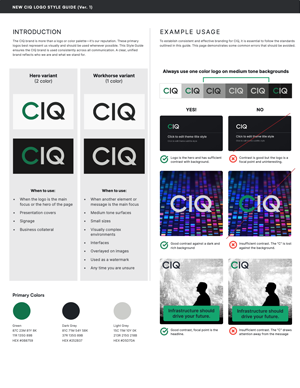 NEW CIQ LOGO STYLE GUIDE (Ver. 1)
INTRODUCTION
The CIQ brand is more than a logo or color palette—it's our reputation. These primary
logos best represent us visually and should be used whenever possible. This Style Guide
ensures the CIQ brand is used consistently across all communication. A clear, unified
brand reflects who we are and what we stand for.
Hero variant
(2 color)
Workhorse variant
(1 color)
CIQ
CIQ
CIQ
CIQ
When to use:
When the logo is the main
focus or the hero of the page
Presentation covers
Signage
Business collateral
When to use:
When another element or
message is the main focus
Medium tone surfaces
Small sizes
Visually complex
environments
Interfaces
Overlayed on images
Used as a watermark
Any time you are unsure
Primary Colors
Green
Dark Gray
Light Gray
EXAMPLE USAGE
To establish consistent and effective branding for CIQ, it is essential to follow the standards
outlined in this guide. This page demonstrates some common errors that should be avoided.
Always use one color logo on medium tone backgrounds
CIQ
CIQ
CIQ
CIQ
CIQ
CIQ
YES!
NO
CIQ
Click to edit theme title style
Click to edit theme title style
Logo is the hero and has sufficient
contrast with background.
Contrast is good but the logo is a
focal point and uninteresting.
CIQ
CIQ
Good contrast against a dark and
rich background.
Insufficient contrast. The "C" is lost
against the background.
CIQ
CIQ
Infrastructure should
drive your future.
Infrastructure should
drive your future.
Good contrast, focal point is the
headline.
Insufficient contrast. The "C" draws
attention away from the message.